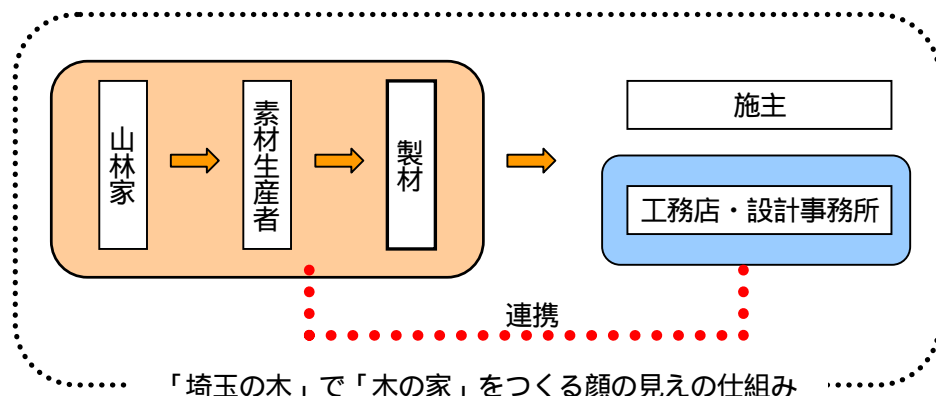 山林家
素材生産者
製材
施主
工務店・設計事務所
連携
「埼玉の木」で「木の家」をつくる顔の見えの仕組み